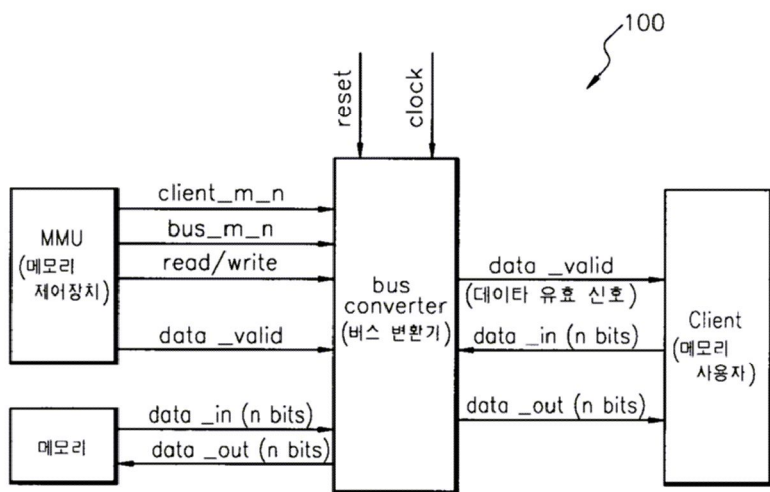 100
reset
clock
client_m_n
bus_m_n
read/write
data _valid
MMU
(메모리
제어장치)
bus
converter
(버스 변환기)
data _valid
(데이타 유효 신호)
data _in (n bits)
data _out (n bits)
Client
(메모리
사용자)
메모리
data _in (n bits)
data _out (n bits)